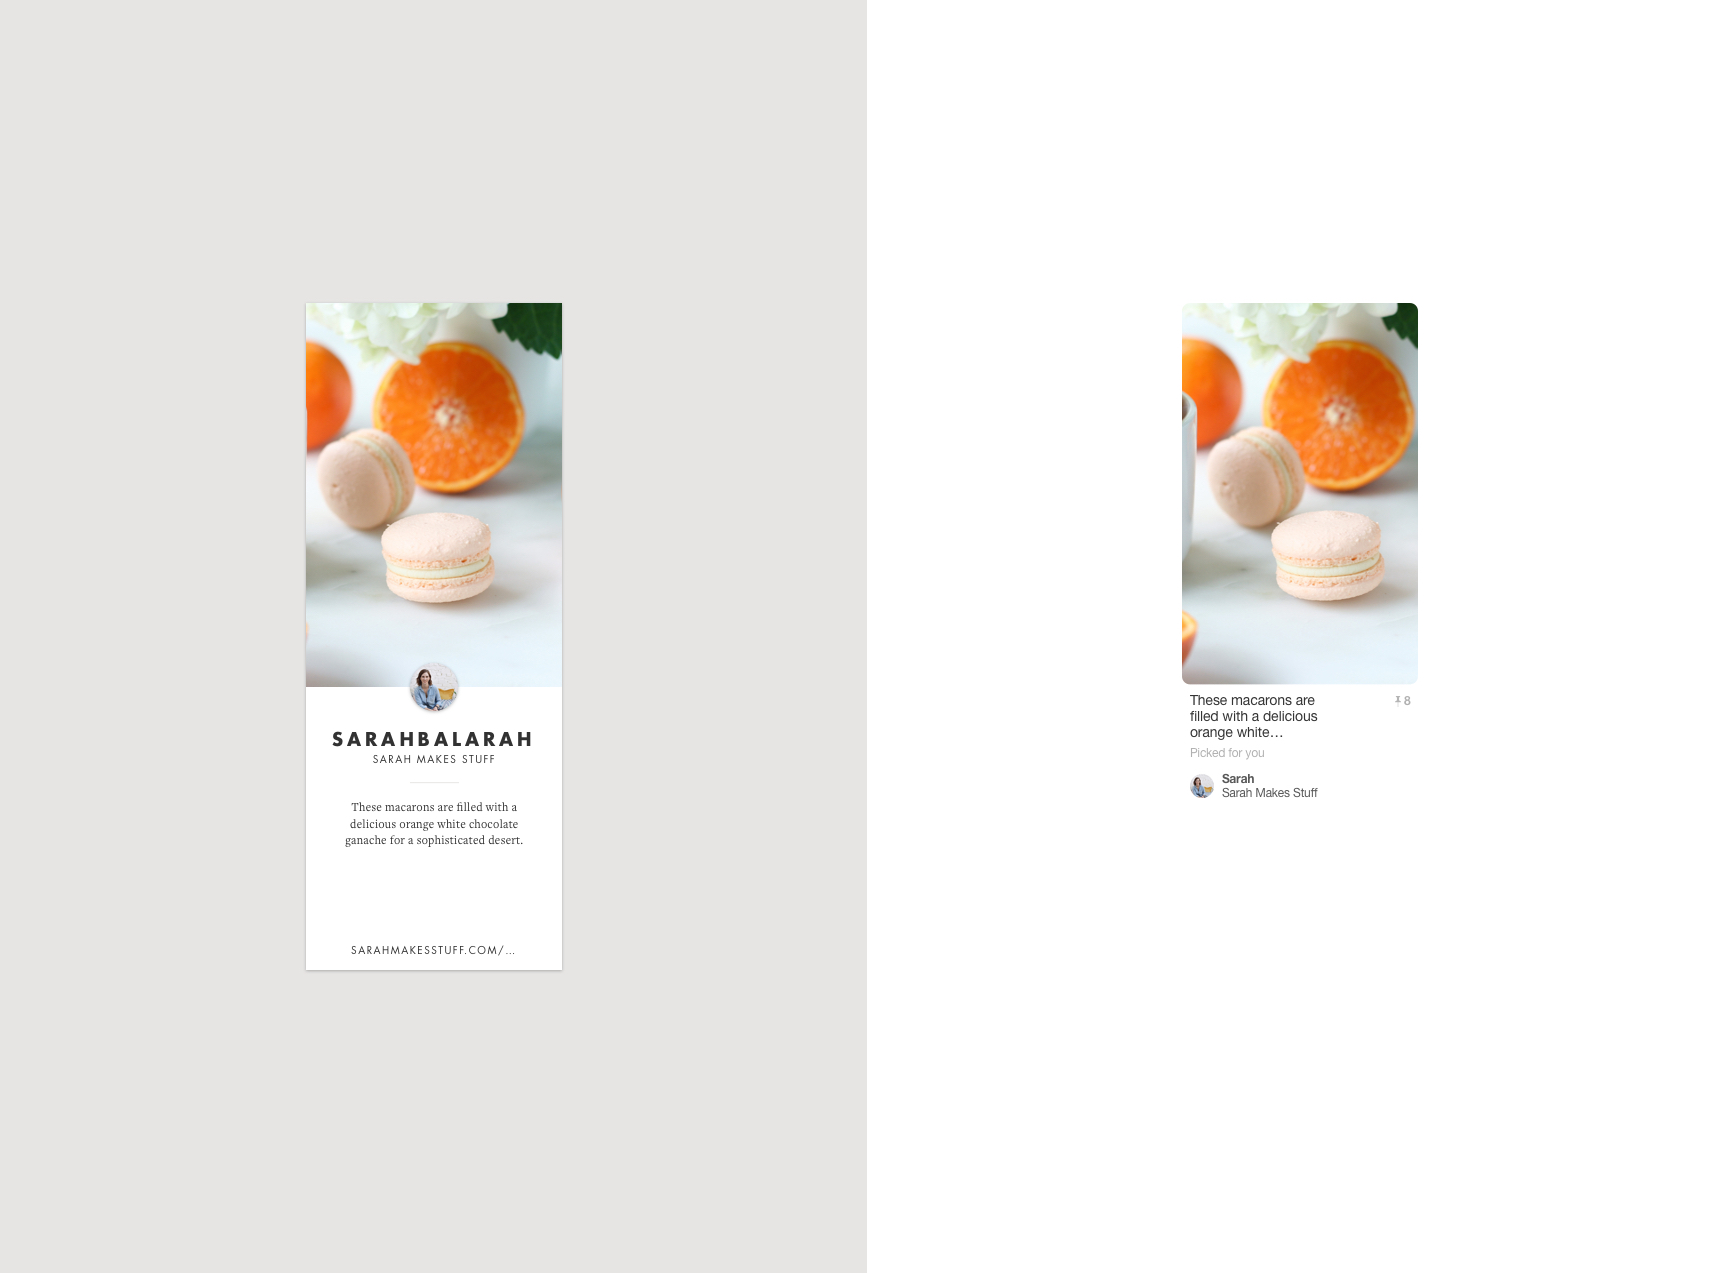 SARAHBALARAH
SARAH MAKES STUFF
These macarons are filled with a
delicious orange white chocolate
ganache for a sophisticated desert.
SARAHMAKESSTUFF.COM/...
These macarons are
filled with a delicious
orange white…
8
Picked for you
Sarah
Sarah Makes Stuff